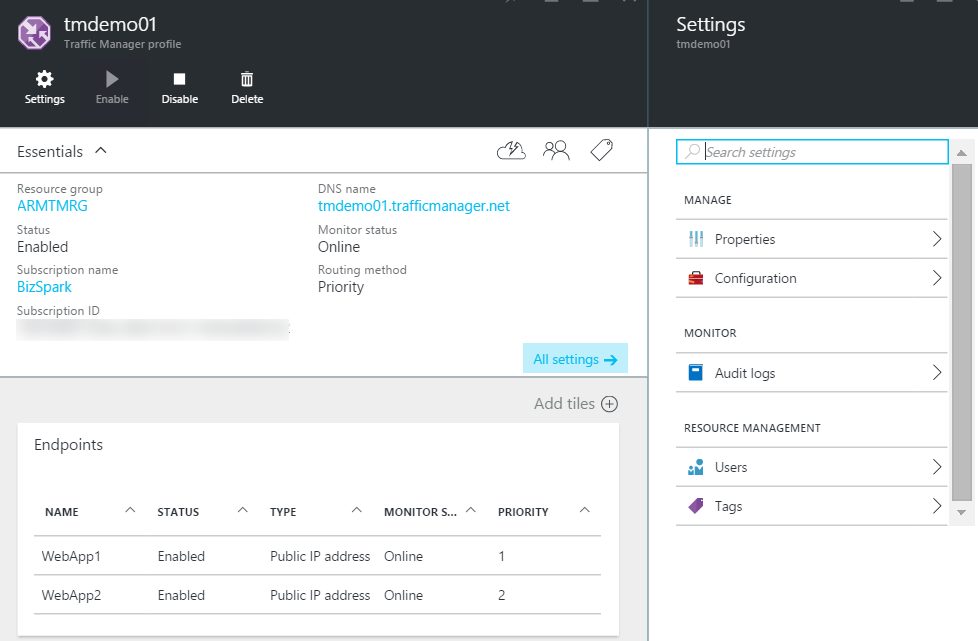 tmdemo01
Traffic Manager profile
Settings
Enable
Disable
Delete
Essentials
Resource group
ARMTMRG
Status
Enabled
Subscription name
BizSpark
Subscription ID
DNS name
tmdemo01.trafficmanager.net
Monitor status
Online
Routing method
Priority
All settings
Add tiles
Endpoints
NAME STATUS TYPE MONITOR S... PRIORITY
WebApp1 Enabled Public IP address Online 1
WebApp2 Enabled Public IP address Online 2
Settings
tmdemo01
Search settings
MANAGE
Properties
Configuration
MONITOR
Audit logs
RESOURCE MANAGEMENT
Users
Tags